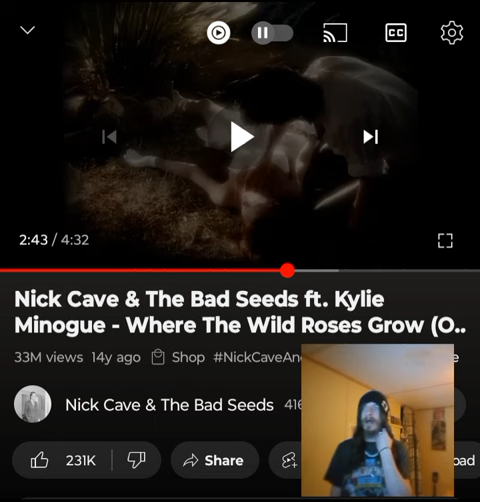 CC
2:43 / 4:32
Nick Cave & The Bad Seeds ft. Kylie
Minogue - Where The Wild Roses Grow (O..
33M views 14y ago Shop #NickCaveAn
Nick Cave & The Bad Seeds 416
231K Share oad